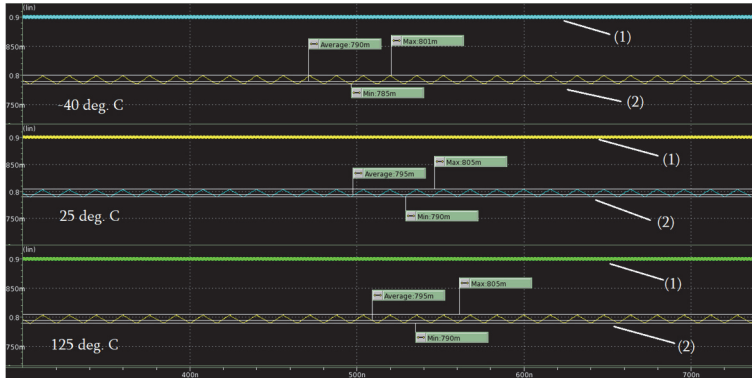 (lin)
0.9
(1)
Max:801m
Average:790m
850m
0.8
Min:785m
(2)
-40 deg. C
750m
(lin)
0.9
(1)
Max:805m
850m
Average:795m
0.8
Min:790m
(2)
25 deg. C
750m
(lin)
0.9
(1)
Max:805m
850m
Average:795m
0.8
Min:790m
(2)
125 deg. C
750m
400n
500n
600n
700n